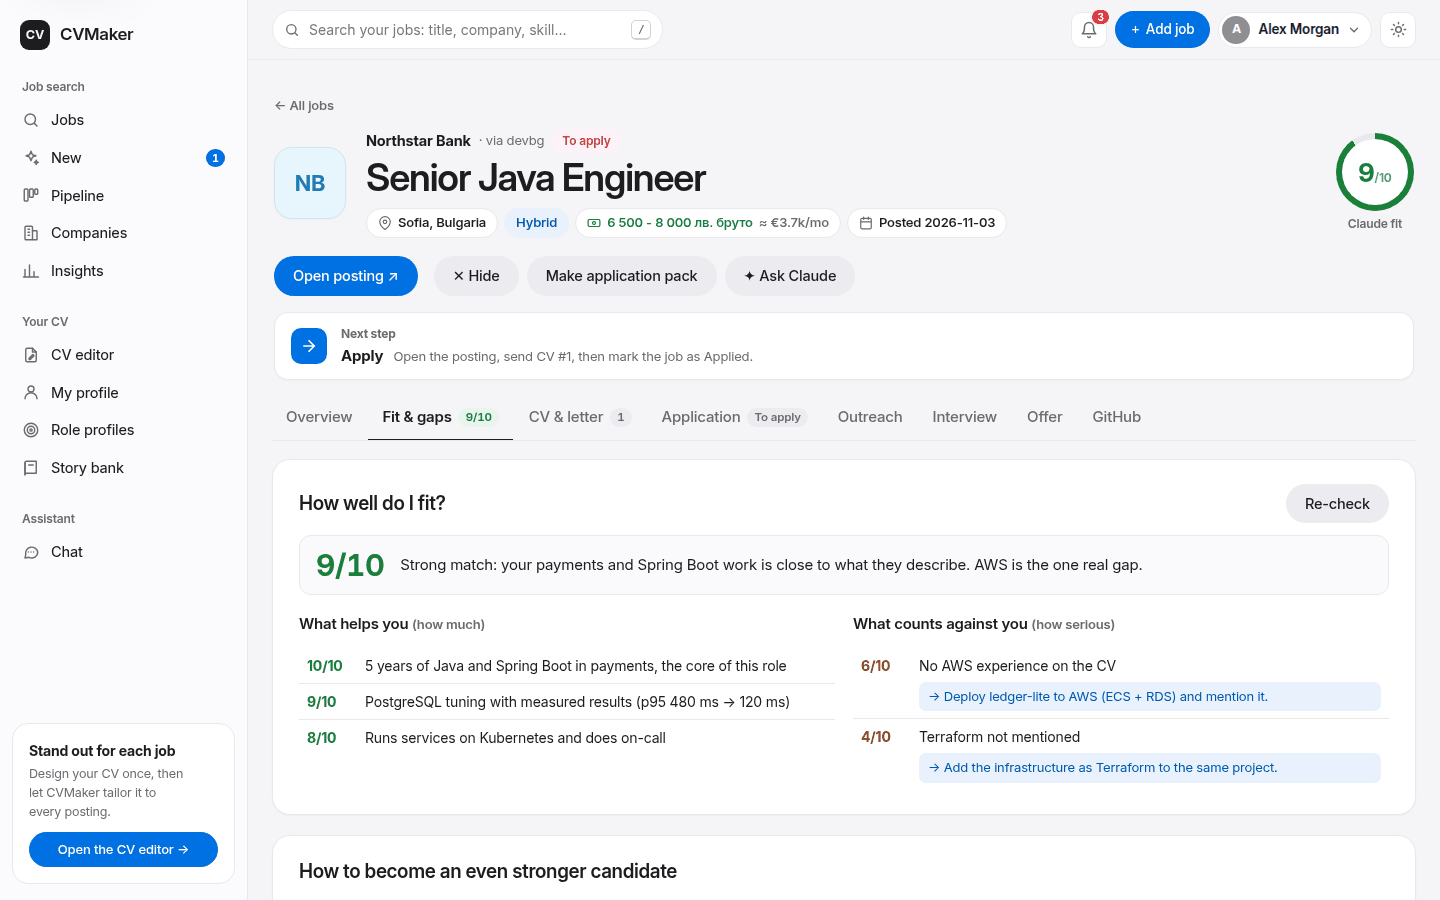 CV CVMaker
Search your jobs: title, company, skill... /
3
+ Add job
A Alex Morgan
Job search
Jobs
New 1
Pipeline
Companies
Insights
Your CV
CV editor
My profile
Role profiles
Story bank
Assistant
Chat
Stand out for each job
Design your CV once, then
let CVMaker tailor it to
every posting.
Open the CV editor →
← All jobs
NB
Northstar Bank · via devbg To apply
Senior Java Engineer
Sofia, Bulgaria Hybrid 6 500 - 8 000 лв. бруто ≈ €3.7k/mo Posted 2026-11-03
9/10
Claude fit
Open posting ↗ ✕ Hide Make application pack ✦ Ask Claude
Next step
Apply Open the posting, send CV #1, then mark the job as Applied.
Overview Fit & gaps 9/10 CV & letter 1 Application To apply Outreach Interview Offer GitHub
How well do I fit?
Re-check
9/10 Strong match: your payments and Spring Boot work is close to what they describe. AWS is the one real gap.
What helps you (how much)
10/10 5 years of Java and Spring Boot in payments, the core of this role
9/10 PostgreSQL tuning with measured results (p95 480 ms → 120 ms)
8/10 Runs services on Kubernetes and does on-call
What counts against you (how serious)
6/10 No AWS experience on the CV
→ Deploy ledger-lite to AWS (ECS + RDS) and mention it.
4/10 Terraform not mentioned
→ Add the infrastructure as Terraform to the same project.
How to become an even stronger candidate